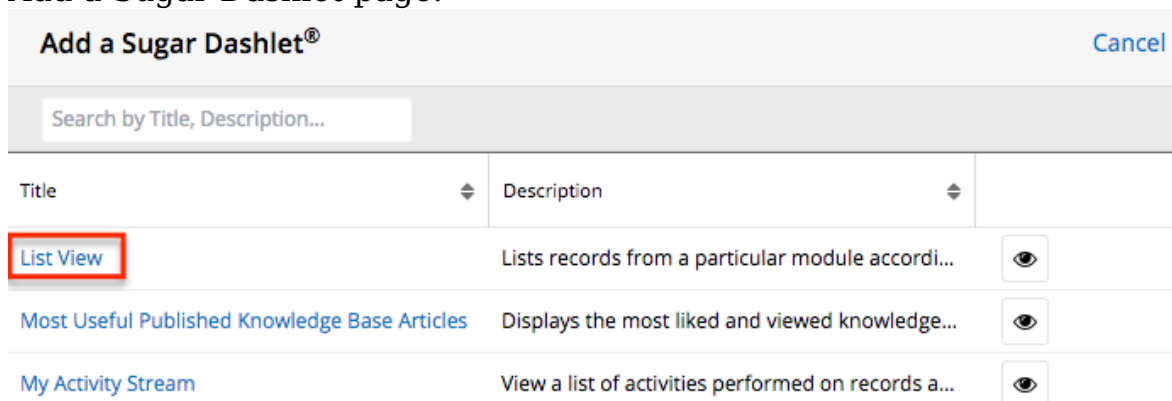 Add a Sugar Dashlet page.
Add a Sugar Dashlet® Cancel
Search by Title, Description...
Title Description
List View Lists records from a particular module accordi...
Most Useful Published Knowledge Base Articles Displays the most liked and viewed knowledge...
My Activity Stream View a list of activities performed on records a...